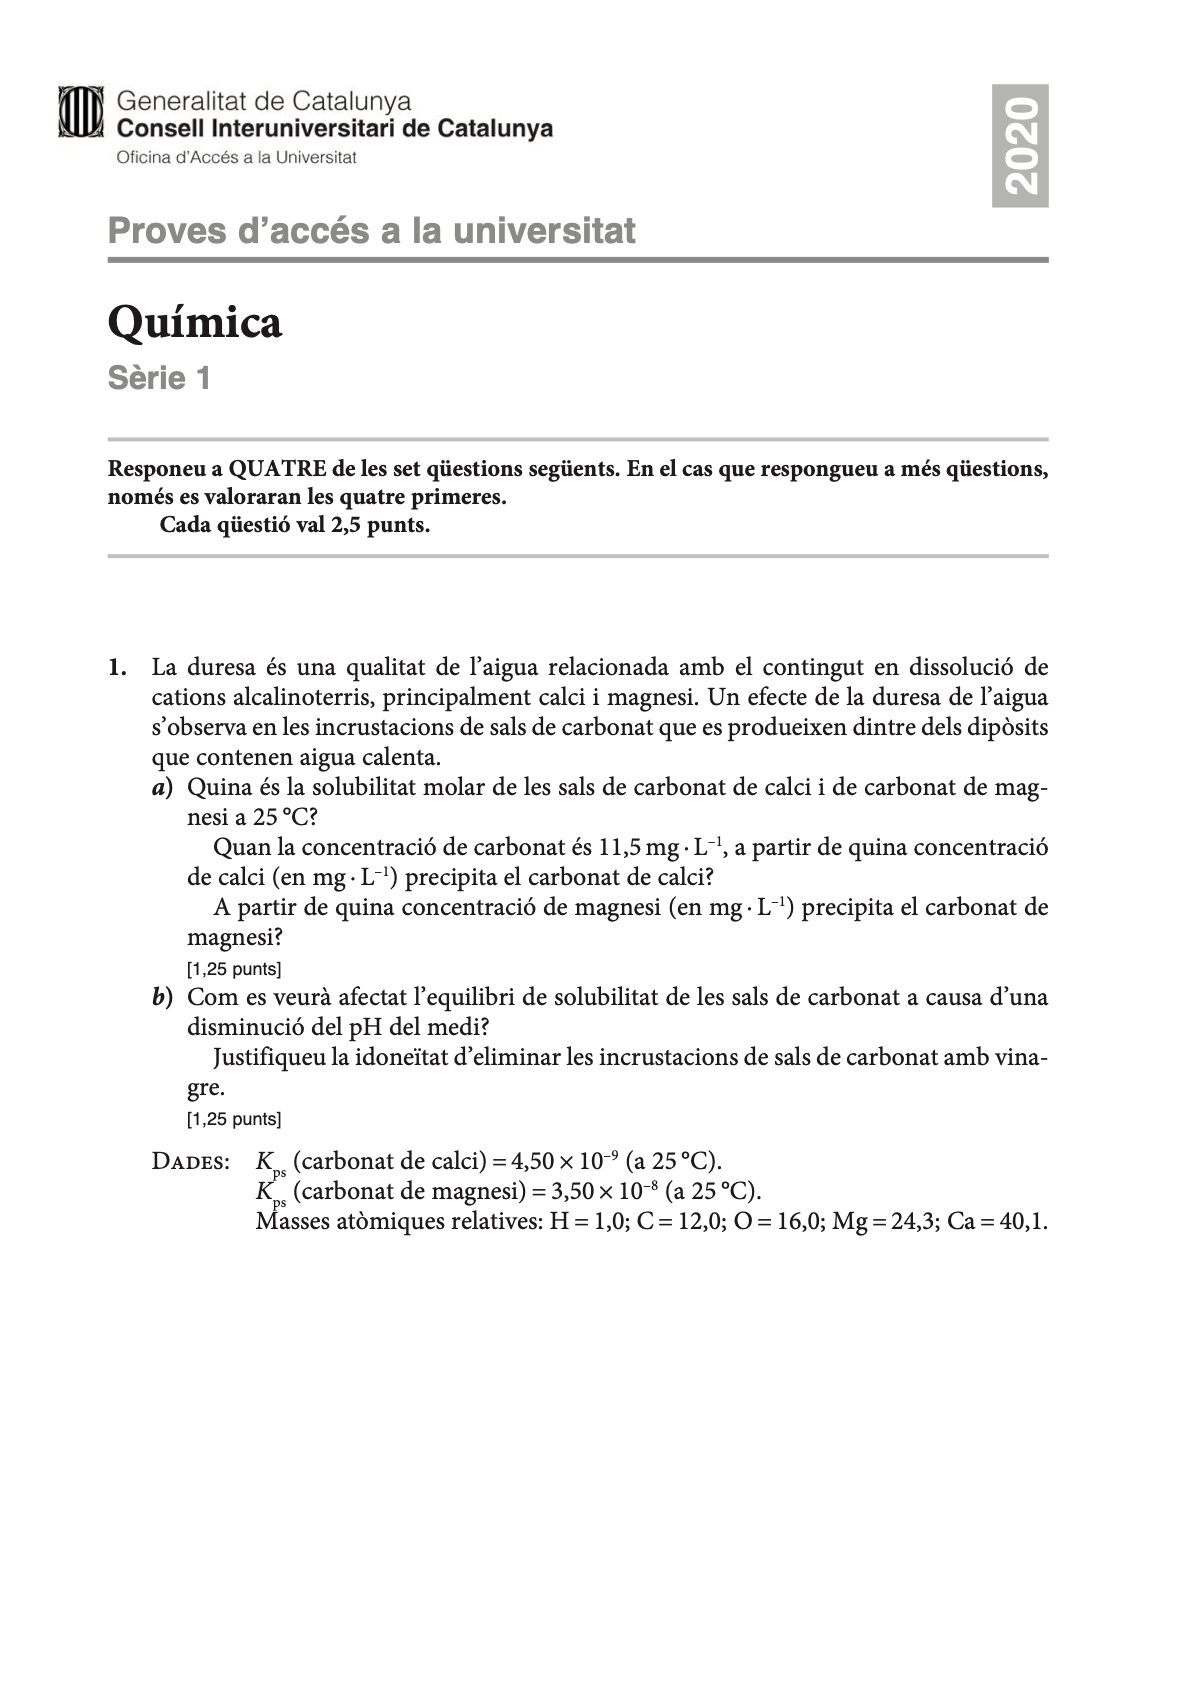 Generalitat de Catalunya
Consell Interuniversitari de Catalunya
Oficina d’Accés a la Universitat
2020
Proves d’accés a la universitat
Química
Sèrie 1
Responeu a QUATRE de les set qüestions següents. En el cas que respongueu a més qüestions,
només es valoraran les quatre primeres.
Cada qüestió val 2,5 punts.
1. La duresa és una qualitat de l’aigua relacionada amb el contingut en dissolució de
cations alcalinoterris, principalment calci i magnesi. Un efecte de la duresa de l’aigua
s’observa en les incrustacions de sals de carbonat que es produeixen dintre dels dipòsits
que contenen aigua calenta.
a) Quina és la solubilitat molar de les sals de carbonat de calci i de carbonat de mag-
nesi a 25 °C?
Quan la concentració de carbonat és 11,5 mg · L⁻¹, a partir de quina concentració
de calci (en mg · L⁻¹) precipita el carbonat de calci?
A partir de quina concentració de magnesi (en mg · L⁻¹) precipita el carbonat de
magnesi?
[1,25 punts]
b) Com es veurà afectat l’equilibri de solubilitat de les sals de carbonat a causa d’una
disminució del pH del medi?
Justifiqueu la idoneïtat d’eliminar les incrustacions de sals de carbonat amb vina-
gre.
[1,25 punts]
DADES: Kps (carbonat de calci) = 4,50 × 10⁻⁹ (a 25 °C).
Kps (carbonat de magnesi) = 3,50 × 10⁻⁸ (a 25 °C).
Masses atòmiques relatives: H = 1,0; C = 12,0; O = 16,0; Mg = 24,3; Ca = 40,1.